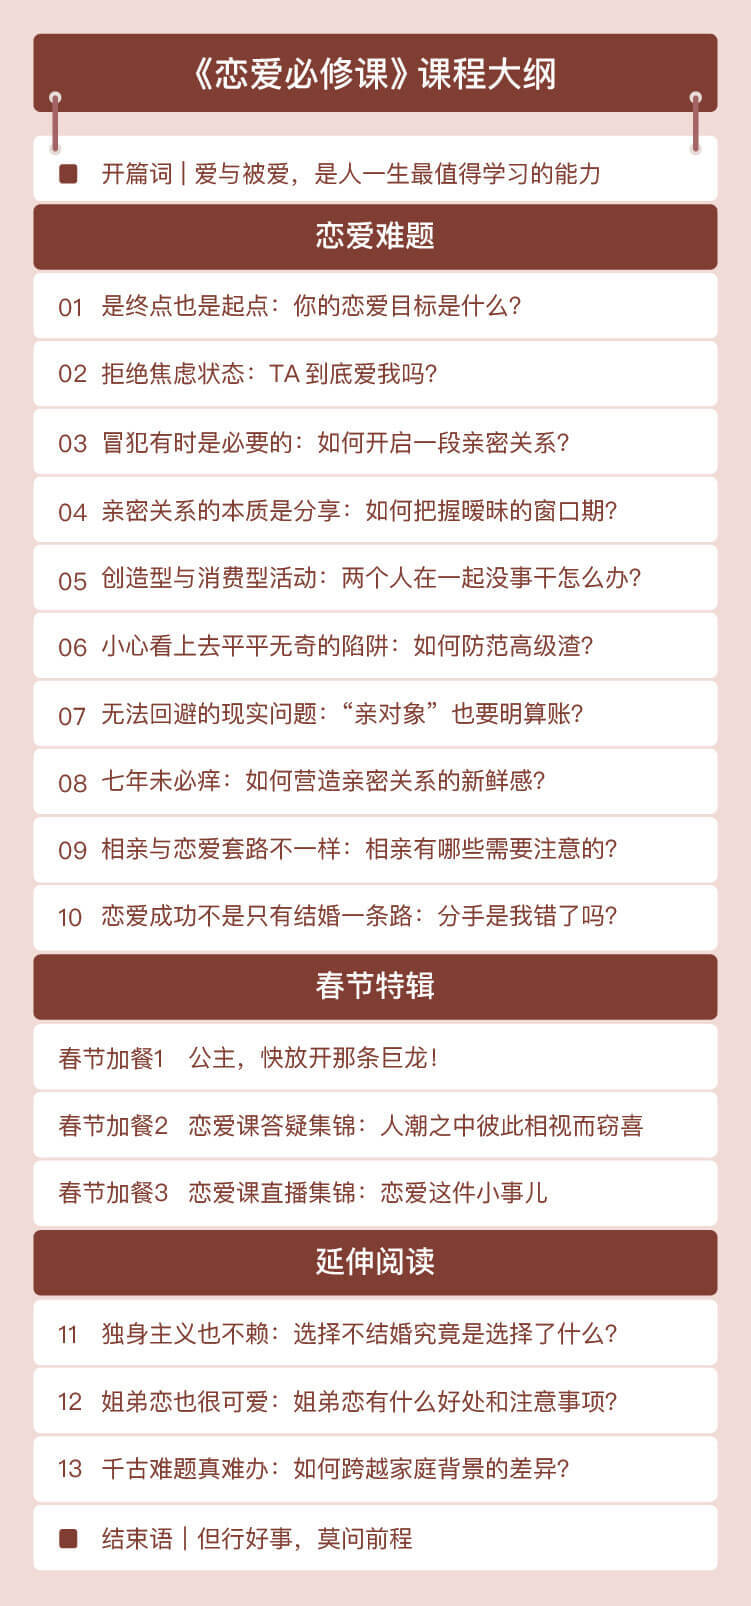 《恋爱必修课》课程大纲
开篇词 | 爱与被爱，是人一生最值得学习的能力
恋爱难题
01 是终点也是起点：你的恋爱目标是什么？
02 拒绝焦虑状态：TA 到底爱我吗？
03 冒犯有时是必要的：如何开启一段亲密关系？
04 亲密关系的本质是分享：如何把握暧昧的窗口期？
05 创造型与消费型活动：两个人在一起没事干怎么办？
06 小心看上去平平无奇的陷阱：如何防范高级渣？
07 无法回避的现实问题：“亲对象”也要明算账？
08 七年未必痒：如何营造亲密关系的新鲜感？
09 相亲与恋爱套路不一样：相亲有哪些需要注意的？
10 恋爱成功不是只有结婚一条路：分手是我错了吗？
春节特辑
春节加餐1 公主，快放开那条巨龙！
春节加餐2 恋爱课答疑集锦：人潮之中彼此相视而窃喜
春节加餐3 恋爱课直播集锦：恋爱这件小事儿
延伸阅读
11 独身主义也不赖：选择不结婚究竟是选择了什么？
12 姐弟恋也很可爱：姐弟恋有什么好处和注意事项？
13 千古难题真难办：如何跨越家庭背景的差异？
结束语 | 但行好事，莫问前程